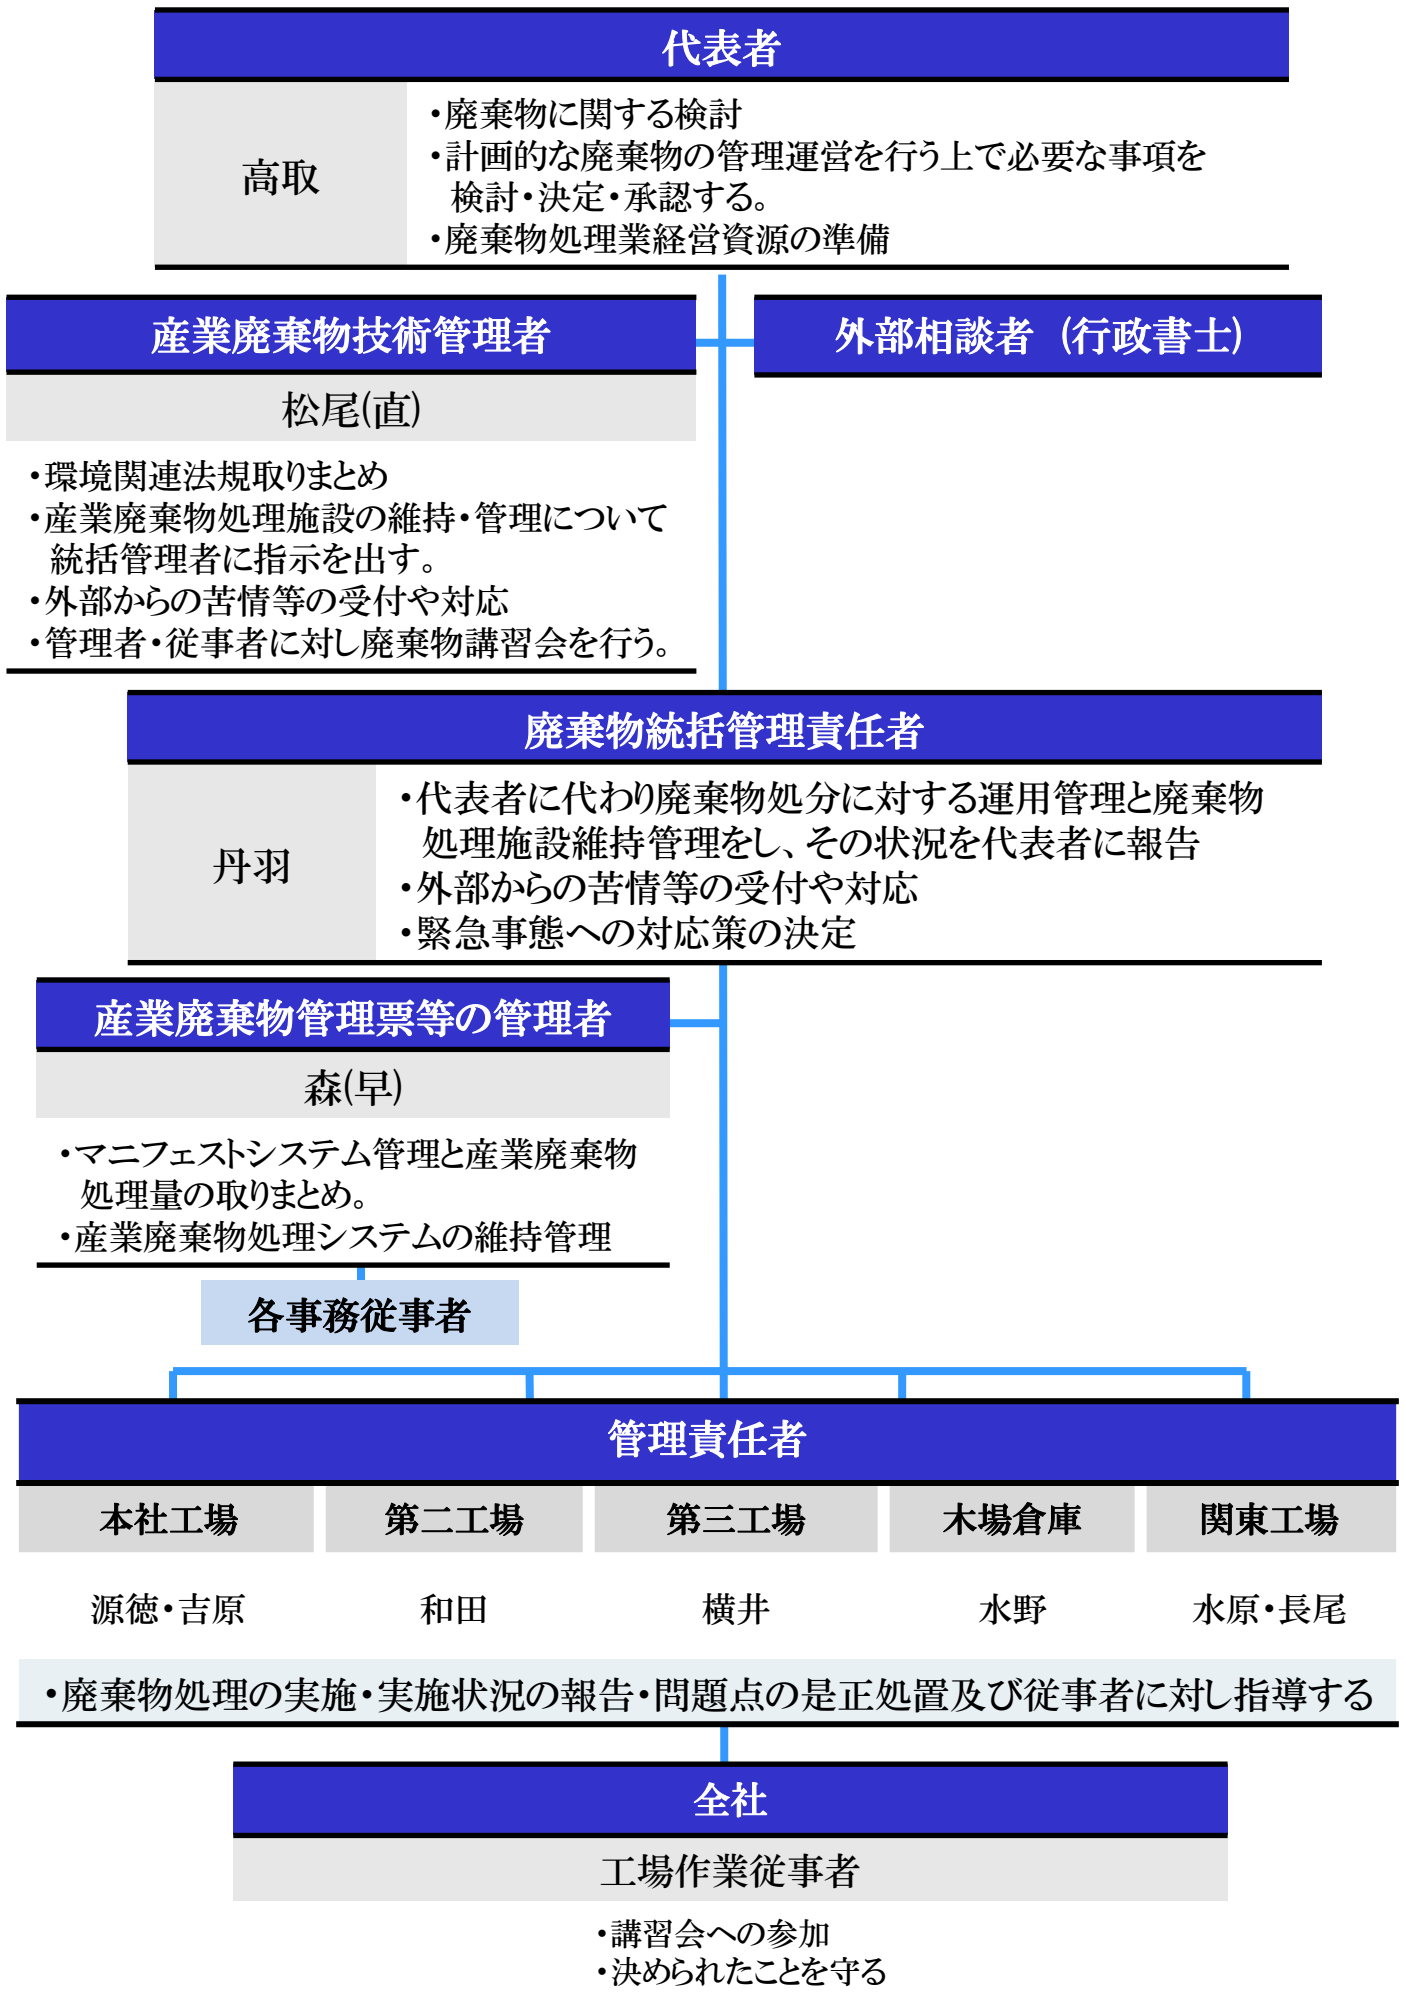 代表者
高取
・廃棄物に関する検討
・計画的な廃棄物の管理運営を行う上で必要な事項を
検討・決定・承認する。
・廃棄物処理業経営資源の準備
産業廃棄物技術管理者
外部相談者（行政書士）
松尾(直)
・環境関連法規取りまとめ
・産業廃棄物処理施設の維持・管理について
統括管理者に指示を出す。
・外部からの苦情等の受付や対応
・管理者・従事者に対し廃棄物講習会を行う。
廃棄物統括管理責任者
丹羽
・代表者に代わり廃棄物処分に対する運用管理と廃棄物
処理施設維持管理をし、その状況を代表者に報告
・外部からの苦情等の受付や対応
・緊急事態への対応策の決定
産業廃棄物管理票等の管理者
森(早)
・マニフェストシステム管理と産業廃棄物
処理量の取りまとめ。
・産業廃棄物処理システムの維持管理
各事務従事者
管理責任者
本社工場
第二工場
第三工場
木場倉庫
関東工場
源徳・吉原
和田
横井
水野
水原・長尾
・廃棄物処理の実施・実施状況の報告・問題点の是正処置及び従事者に対し指導する
全社
工場作業従事者
・講習会への参加
・決められたことを守る